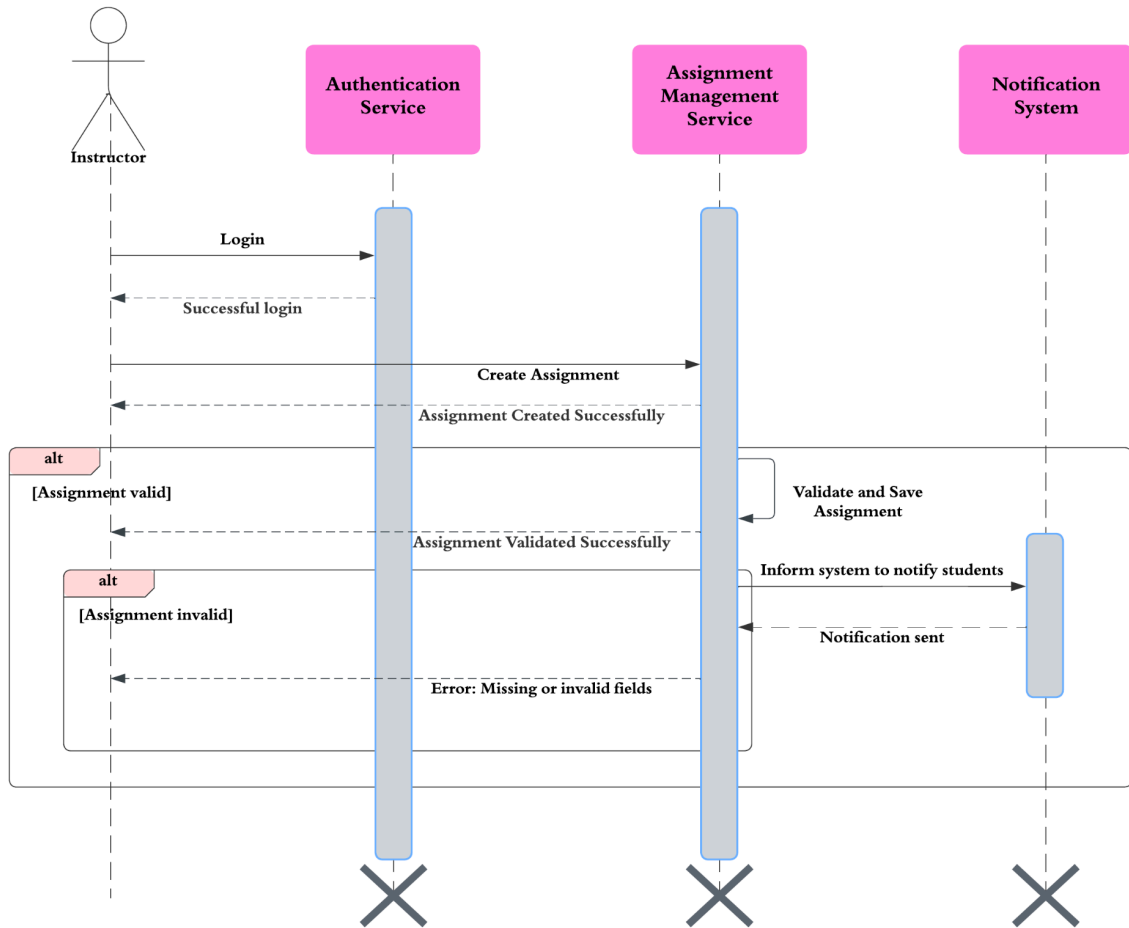 Instructor
Authentication
Service
Assignment
Management
Service
Notification
System
Login
Successful login
Create Assignment
Assignment Created Successfully
alt
[Assignment valid]
Validate and Save
Assignment
Assignment Validated Successfully
alt
Inform system to notify students
[Assignment invalid]
Notification sent
Error: Missing or invalid fields